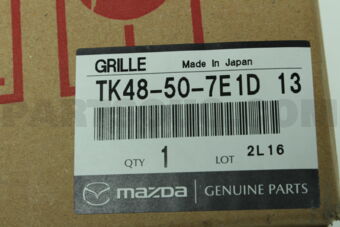 GRILLE Made In Japan
TK48-50-7E1D 13
QTY 1 LOT 2L16
mazda GENUINE PARTS